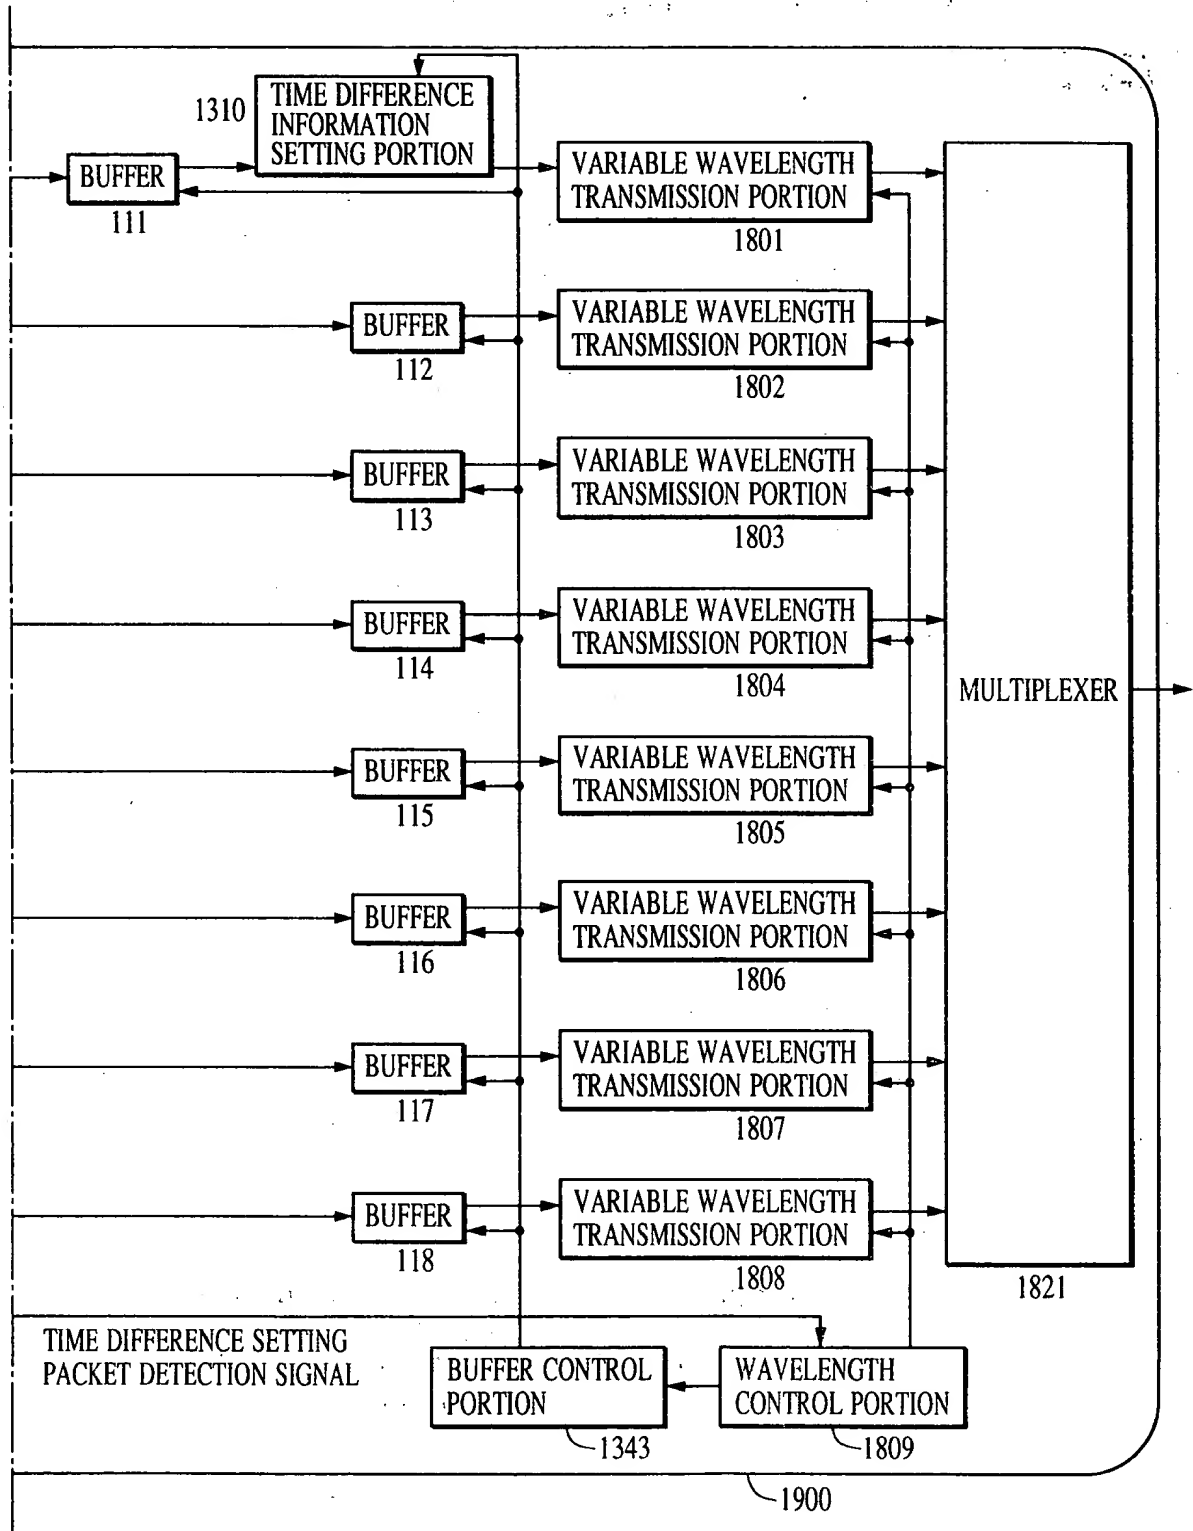 1310
TIME DIFFERENCE
INFORMATION
SETTING PORTION
BUFFER
111
VARIABLE WAVELENGTH
TRANSMISSION PORTION
1801
BUFFER
112
VARIABLE WAVELENGTH
TRANSMISSION PORTION
1802
BUFFER
113
VARIABLE WAVELENGTH
TRANSMISSION PORTION
1803
BUFFER
114
VARIABLE WAVELENGTH
TRANSMISSION PORTION
1804
MULTIPLEXER
BUFFER
115
VARIABLE WAVELENGTH
TRANSMISSION PORTION
1805
BUFFER
116
VARIABLE WAVELENGTH
TRANSMISSION PORTION
1806
BUFFER
117
VARIABLE WAVELENGTH
TRANSMISSION PORTION
1807
BUFFER
118
VARIABLE WAVELENGTH
TRANSMISSION PORTION
1808
1821
TIME DIFFERENCE SETTING
PACKET DETECTION SIGNAL
BUFFER CONTROL
PORTION
1343
WAVELENGTH
CONTROL PORTION
1809
1900